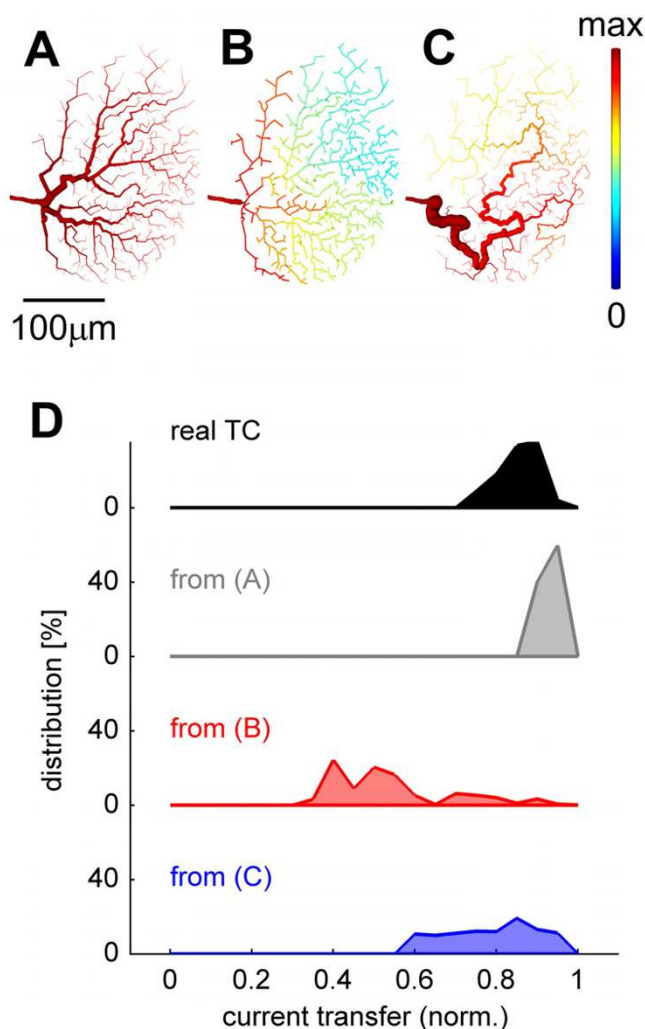 A
B
C
max
0
100μm
D
real TC
0
from (A)
40
0
from (B)
40
0
from (C)
40
0
distribution [%]
0 0.2 0.4 0.6 0.8 1
current transfer (norm.)